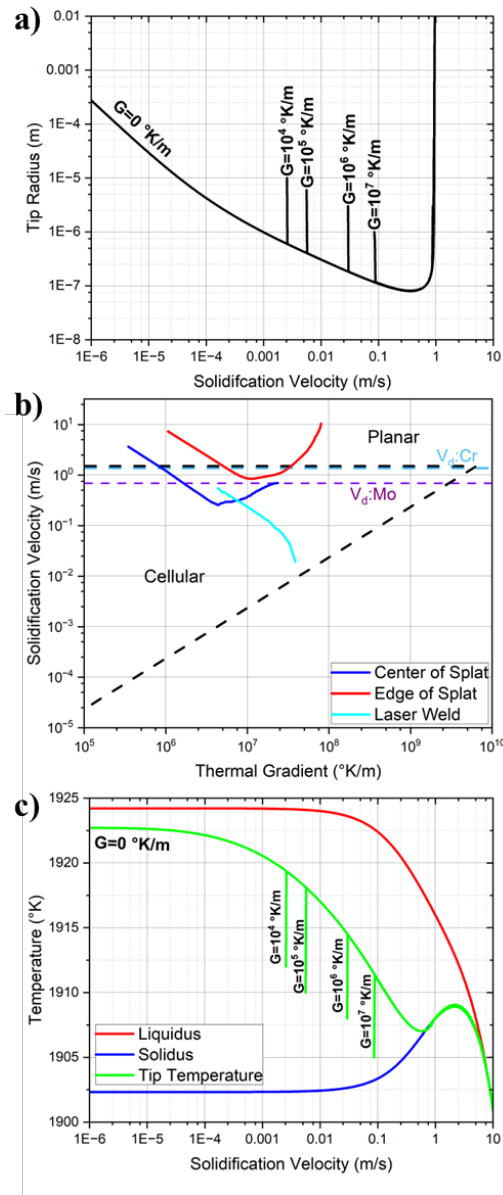 a)
0.01
0.001
1E-4
1E-5
1E-6
1E-7
1E-8
Tip Radius (m)
G=0 °K/m
G=10⁴ °K/m
G=10⁵ °K/m
G=10⁶ °K/m
G=10⁷ °K/m
1E-6 1E-5 1E-4 0.001 0.01 0.1 1 10
Solidifcation Velocity (m/s)
b)
10¹
10⁰
10⁻¹
10⁻²
10⁻³
10⁻⁴
10⁻⁵
Solidification Velocity (m/s)
Planar
V_d:Cr
V_d:Mo
Cellular
Center of Splat
Edge of Splat
Laser Weld
10⁵ 10⁶ 10⁷ 10⁸ 10⁹ 10¹⁰
Thermal Gradient (°K/m)
c)
1925
1920
1915
1910
1905
1900
Temperature (°K)
G=0 °K/m
G=10⁴ °K/m
G=10⁵ °K/m
G=10⁶ °K/m
G=10⁷ °K/m
Liquidus
Solidus
Tip Temperature
1E-6 1E-5 1E-4 0.001 0.01 0.1 1 10
Solidification Velocity (m/s)